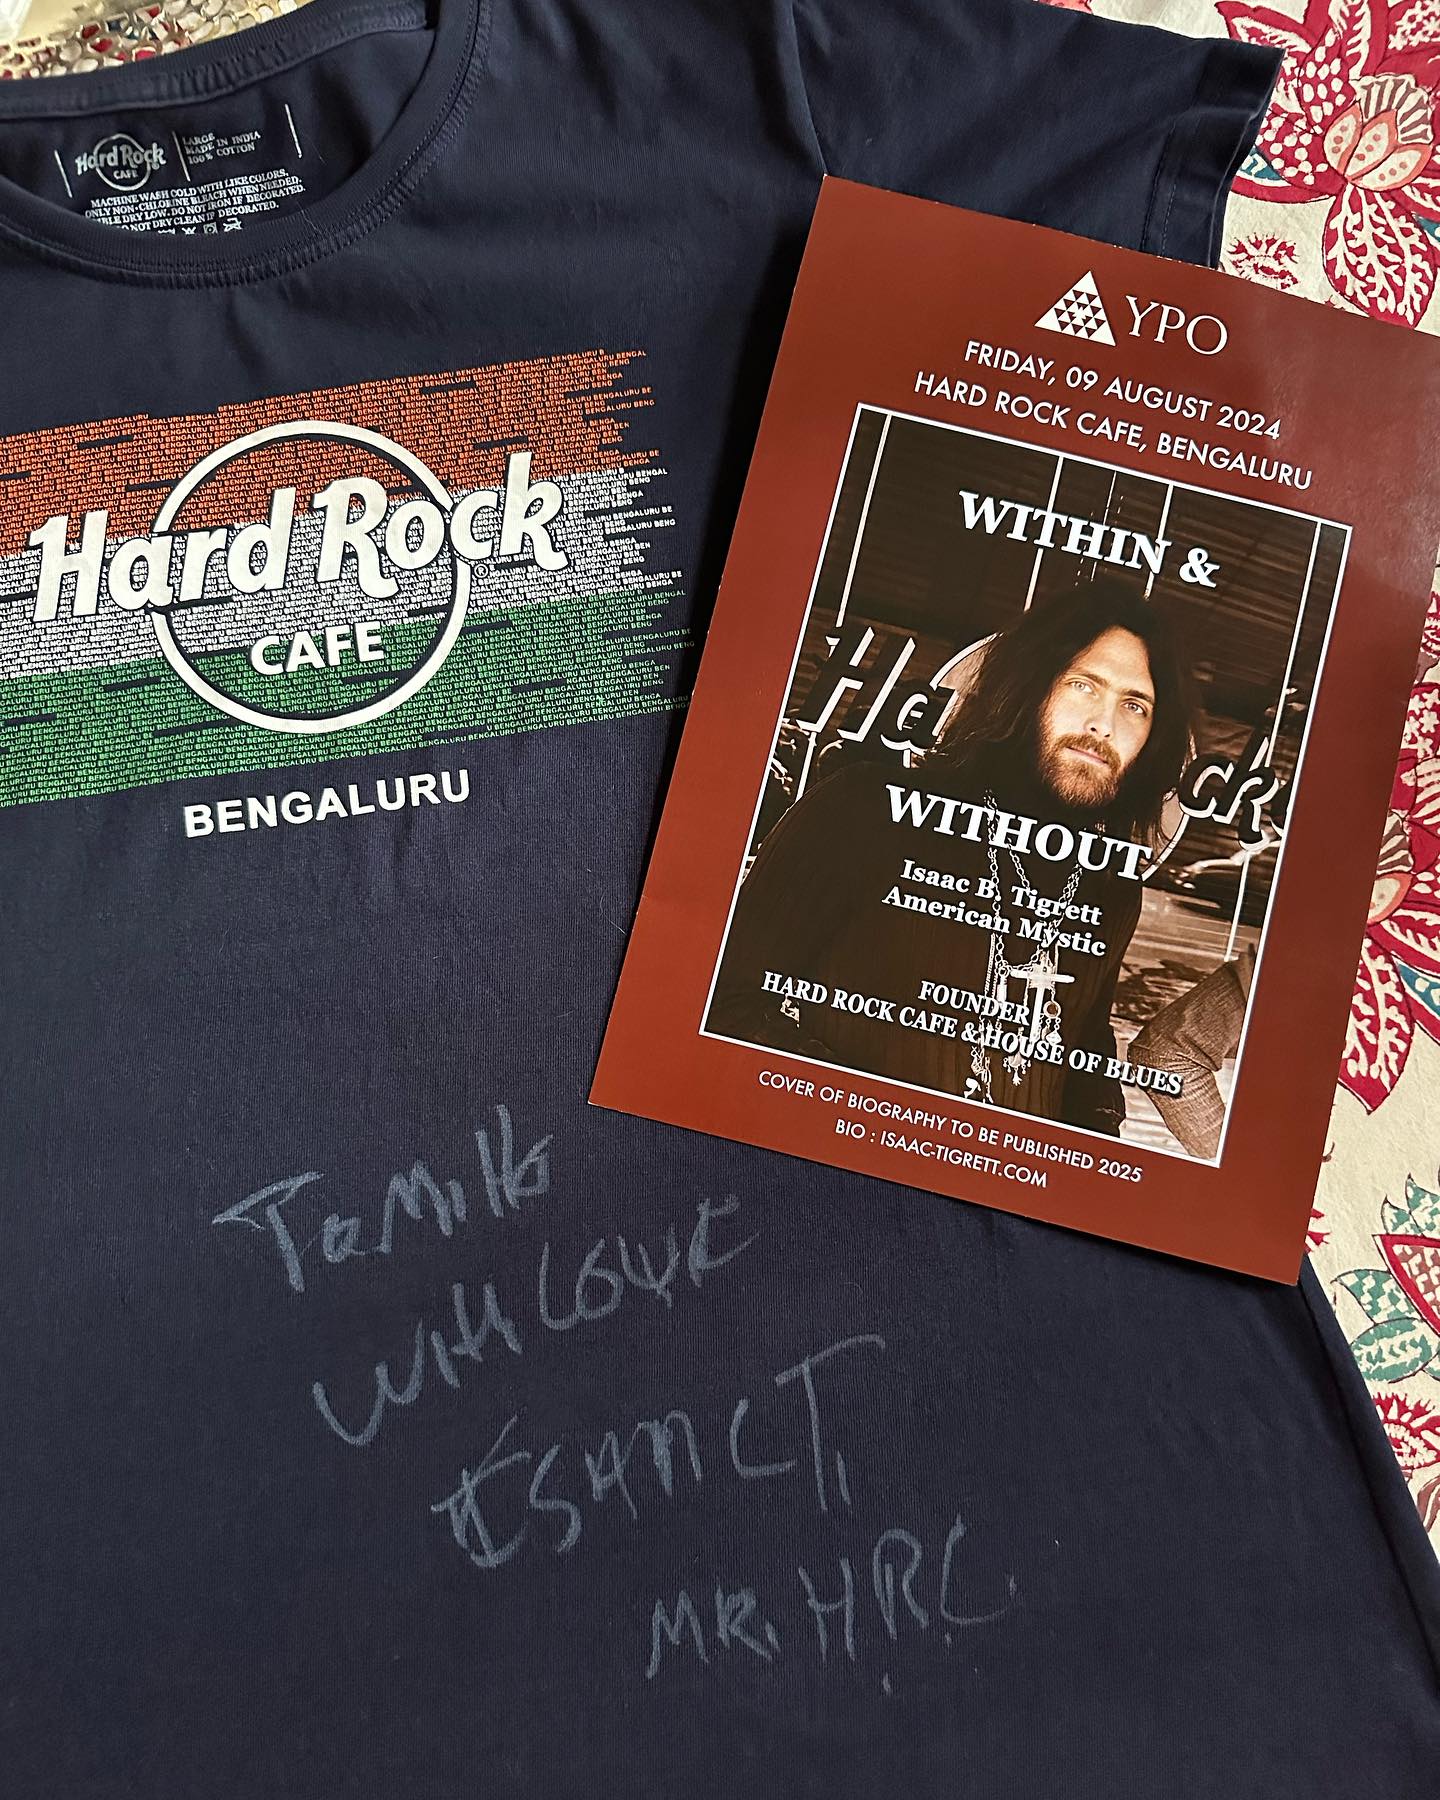 Hard Rock
CAFE
LARGE
MADE IN INDIA
100% COTTON
MACHINE WASH COLD WITH LIKE COLORS.
ONLY NON-CHLORINE BLEACH WHEN NEEDED.
DRY LOW. DO NOT IRON IF DECORATED.
DO NOT DRY CLEAN IF DECORATED.
Hard Rock®
CAFE
BENGALURU
YPO
FRIDAY, 09 AUGUST 2024
HARD ROCK CAFE, BENGALURU
WITHIN &
WITHOUT
Isaac B. Tigrett
American Mystic
FOUNDER
HARD ROCK CAFE & HOUSE OF BLUES
COVER OF BIOGRAPHY TO BE PUBLISHED 2025
BIO : ISAAC-TIGRETT.COM
To
With Love
T.
MR. H.R.C.